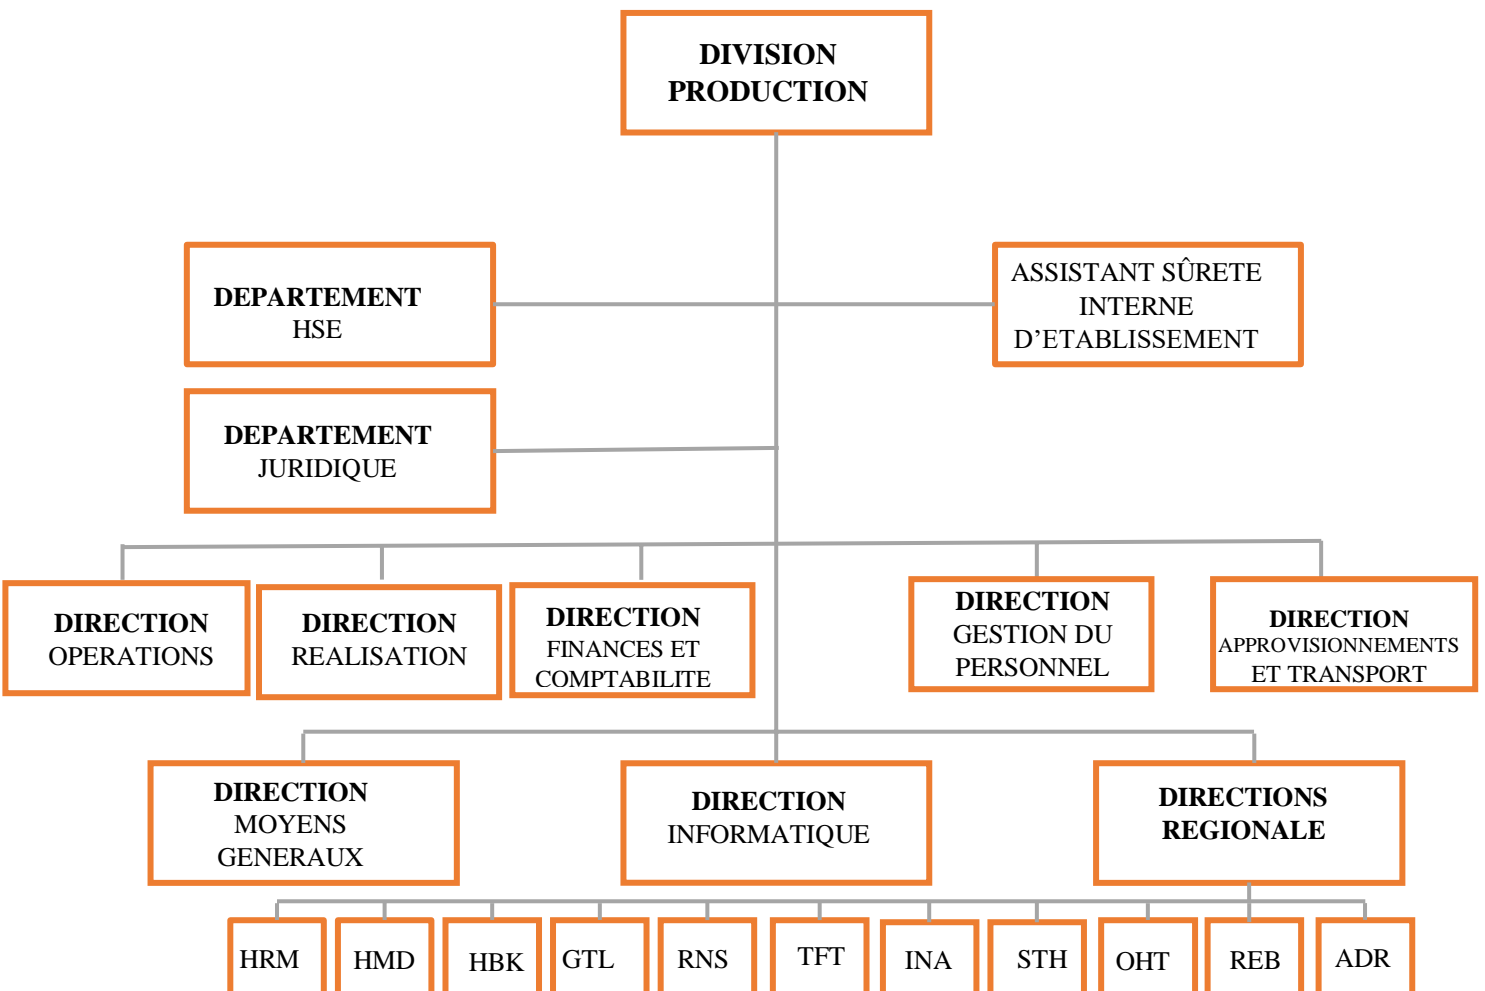 DIVISION
PRODUCTION
DEPARTEMENT
HSE
ASSISTANT SÛRETE
INTERNE
D’ETABLISSEMENT
DEPARTEMENT
JURIDIQUE
DIRECTION
OPERATIONS
DIRECTION
REALISATION
DIRECTION
FINANCES ET
COMPTABILITE
DIRECTION
GESTION DU
PERSONNEL
DIRECTION
APPROVISIONNEMENTS
ET TRANSPORT
DIRECTION
MOYENS
GENERAUX
DIRECTION
INFORMATIQUE
DIRECTIONS
REGIONALE
HRM
HMD
HBK
GTL
RNS
TFT
INA
STH
OHT
REB
ADR